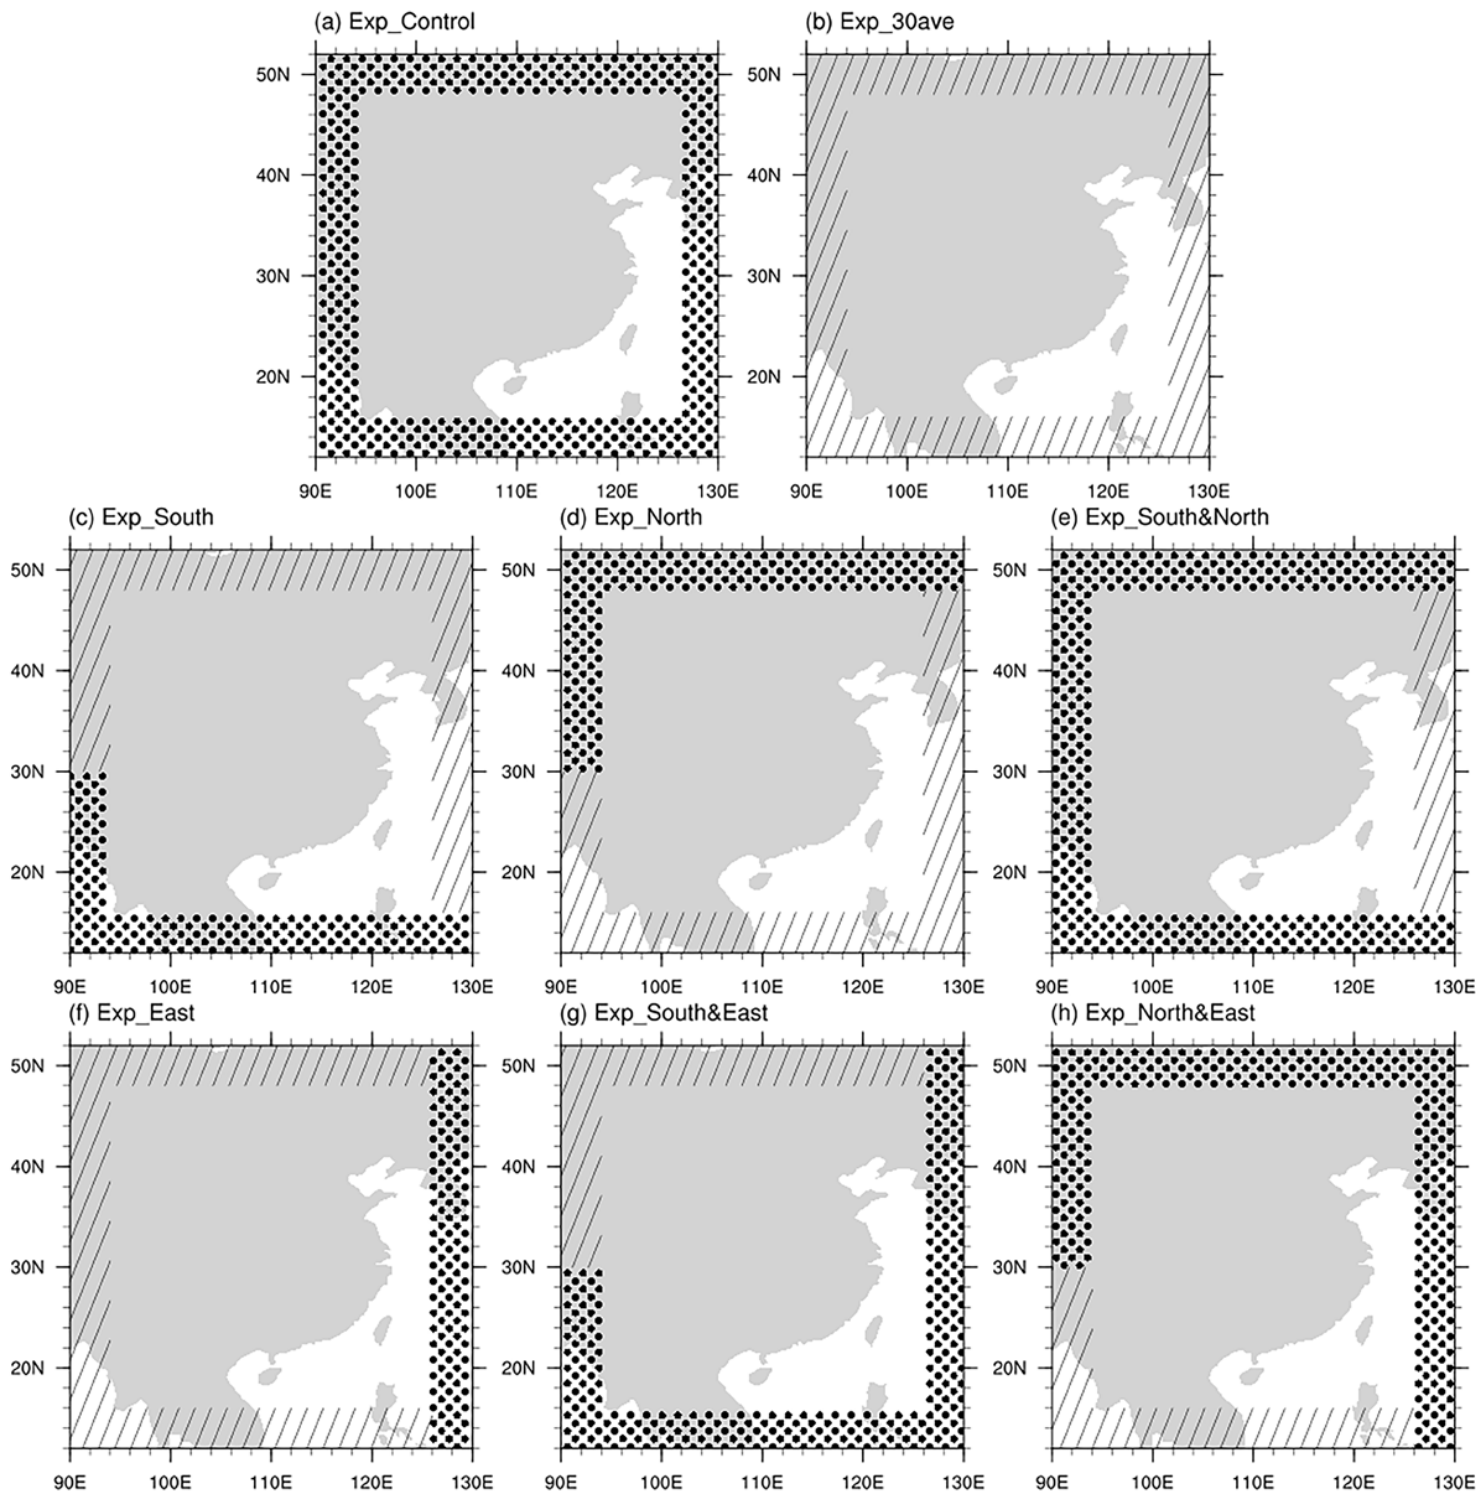 (a) Exp_Control
(b) Exp_30ave
50N
50N
40N
40N
30N
30N
20N
20N
90E 100E 110E 120E 130E
90E 100E 110E 120E 130E
(c) Exp_South
(d) Exp_North
(e) Exp_South&North
50N
50N
50N
40N
40N
40N
30N
30N
30N
20N
20N
20N
90E 100E 110E 120E 130E
90E 100E 110E 120E 130E
90E 100E 110E 120E 130E
(f) Exp_East
(g) Exp_South&East
(h) Exp_North&East
50N
50N
50N
40N
40N
40N
30N
30N
30N
20N
20N
20N
90E 100E 110E 120E 130E
90E 100E 110E 120E 130E
90E 100E 110E 120E 130E